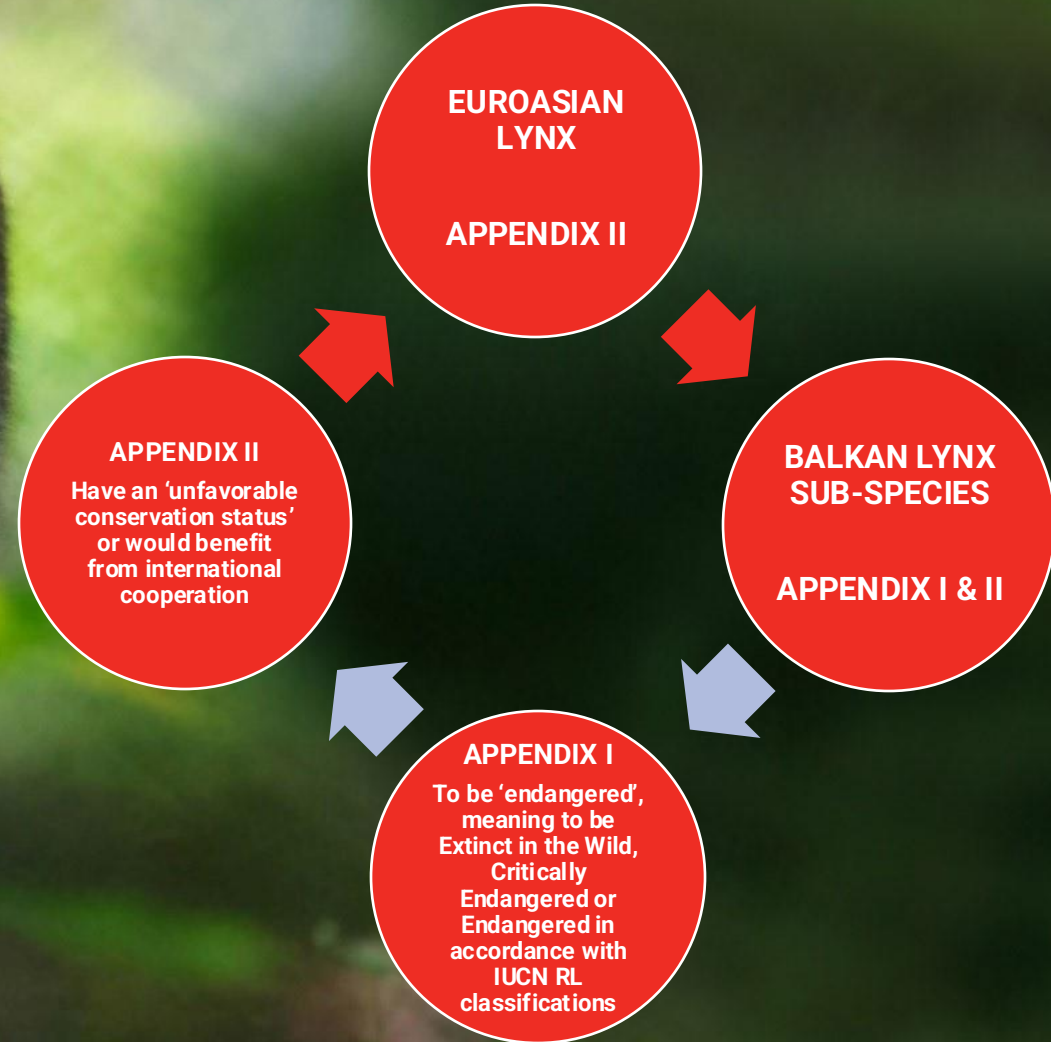 EUROASIAN
LYNX
APPENDIX II
BALKAN LYNX
SUB-SPECIES
APPENDIX I & II
APPENDIX I
To be ‘endangered’,
meaning to be
Extinct in the Wild,
Critically
Endangered or
Endangered in
accordance with
IUCN RL
classifications
APPENDIX II
Have an ‘unfavorable
conservation status’
or would benefit
from international
cooperation